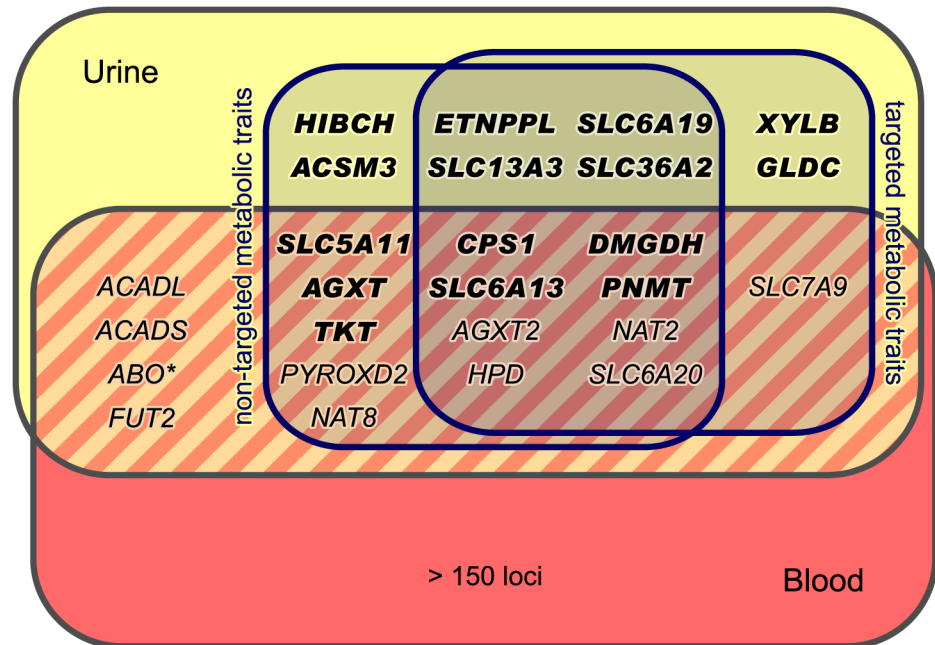 Urine
non-targeted metabolic traits
targeted metabolic traits
HIBCH ETNPPL SLC6A19 XYLB
ACSM3 SLC13A3 SLC36A2 GLDC
SLC5A11 CPS1 DMGDH
ACADL AGXT SLC6A13 PNMT SLC7A9
ACADS TKT AGXT2 NAT2
ABO* PYROXD2 HPD SLC6A20
FUT2 NAT8
> 150 loci
Blood